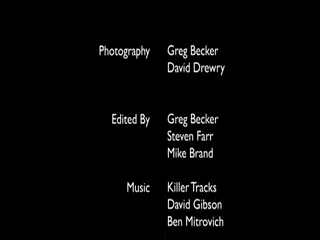 Photography Greg Becker
David Drewry
Edited By Greg Becker
Steven Farr
Mike Brand
Music Killer Tracks
David Gibson
Ben Mitrovich